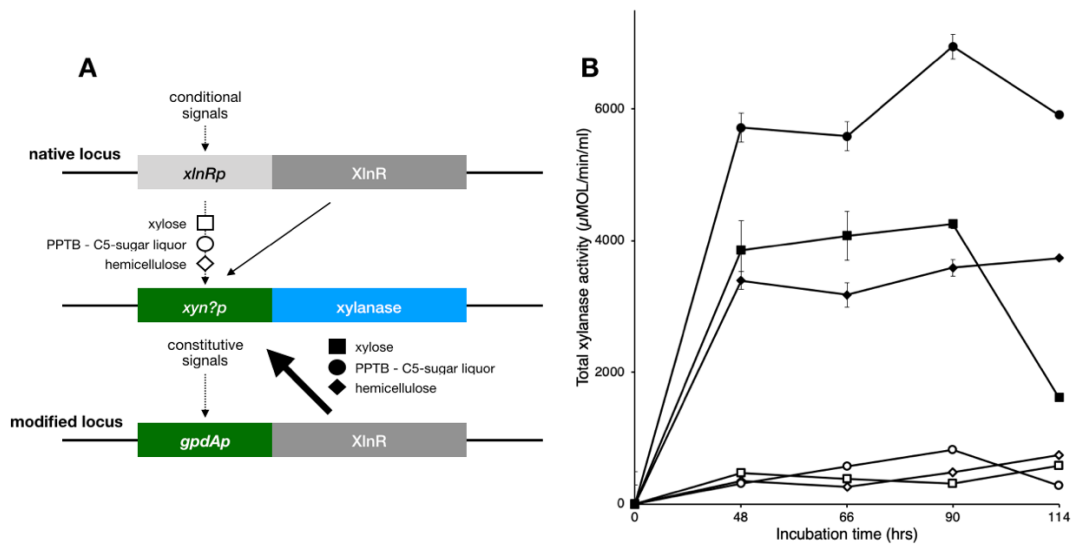 A
conditional
signals
native locus
xlnRp
XlnR
xylose
PPTB - C5-sugar liquor
hemicellulose
xyn?p
xylanase
constitutive
signals
xylose
PPTB - C5-sugar liquor
hemicellulose
modified locus
gpdAp
XlnR
B
Total xylanase activity (µMOL/min/ml)
6000
4000
2000
0
0
48
66
90
114
Incubation time (hrs)